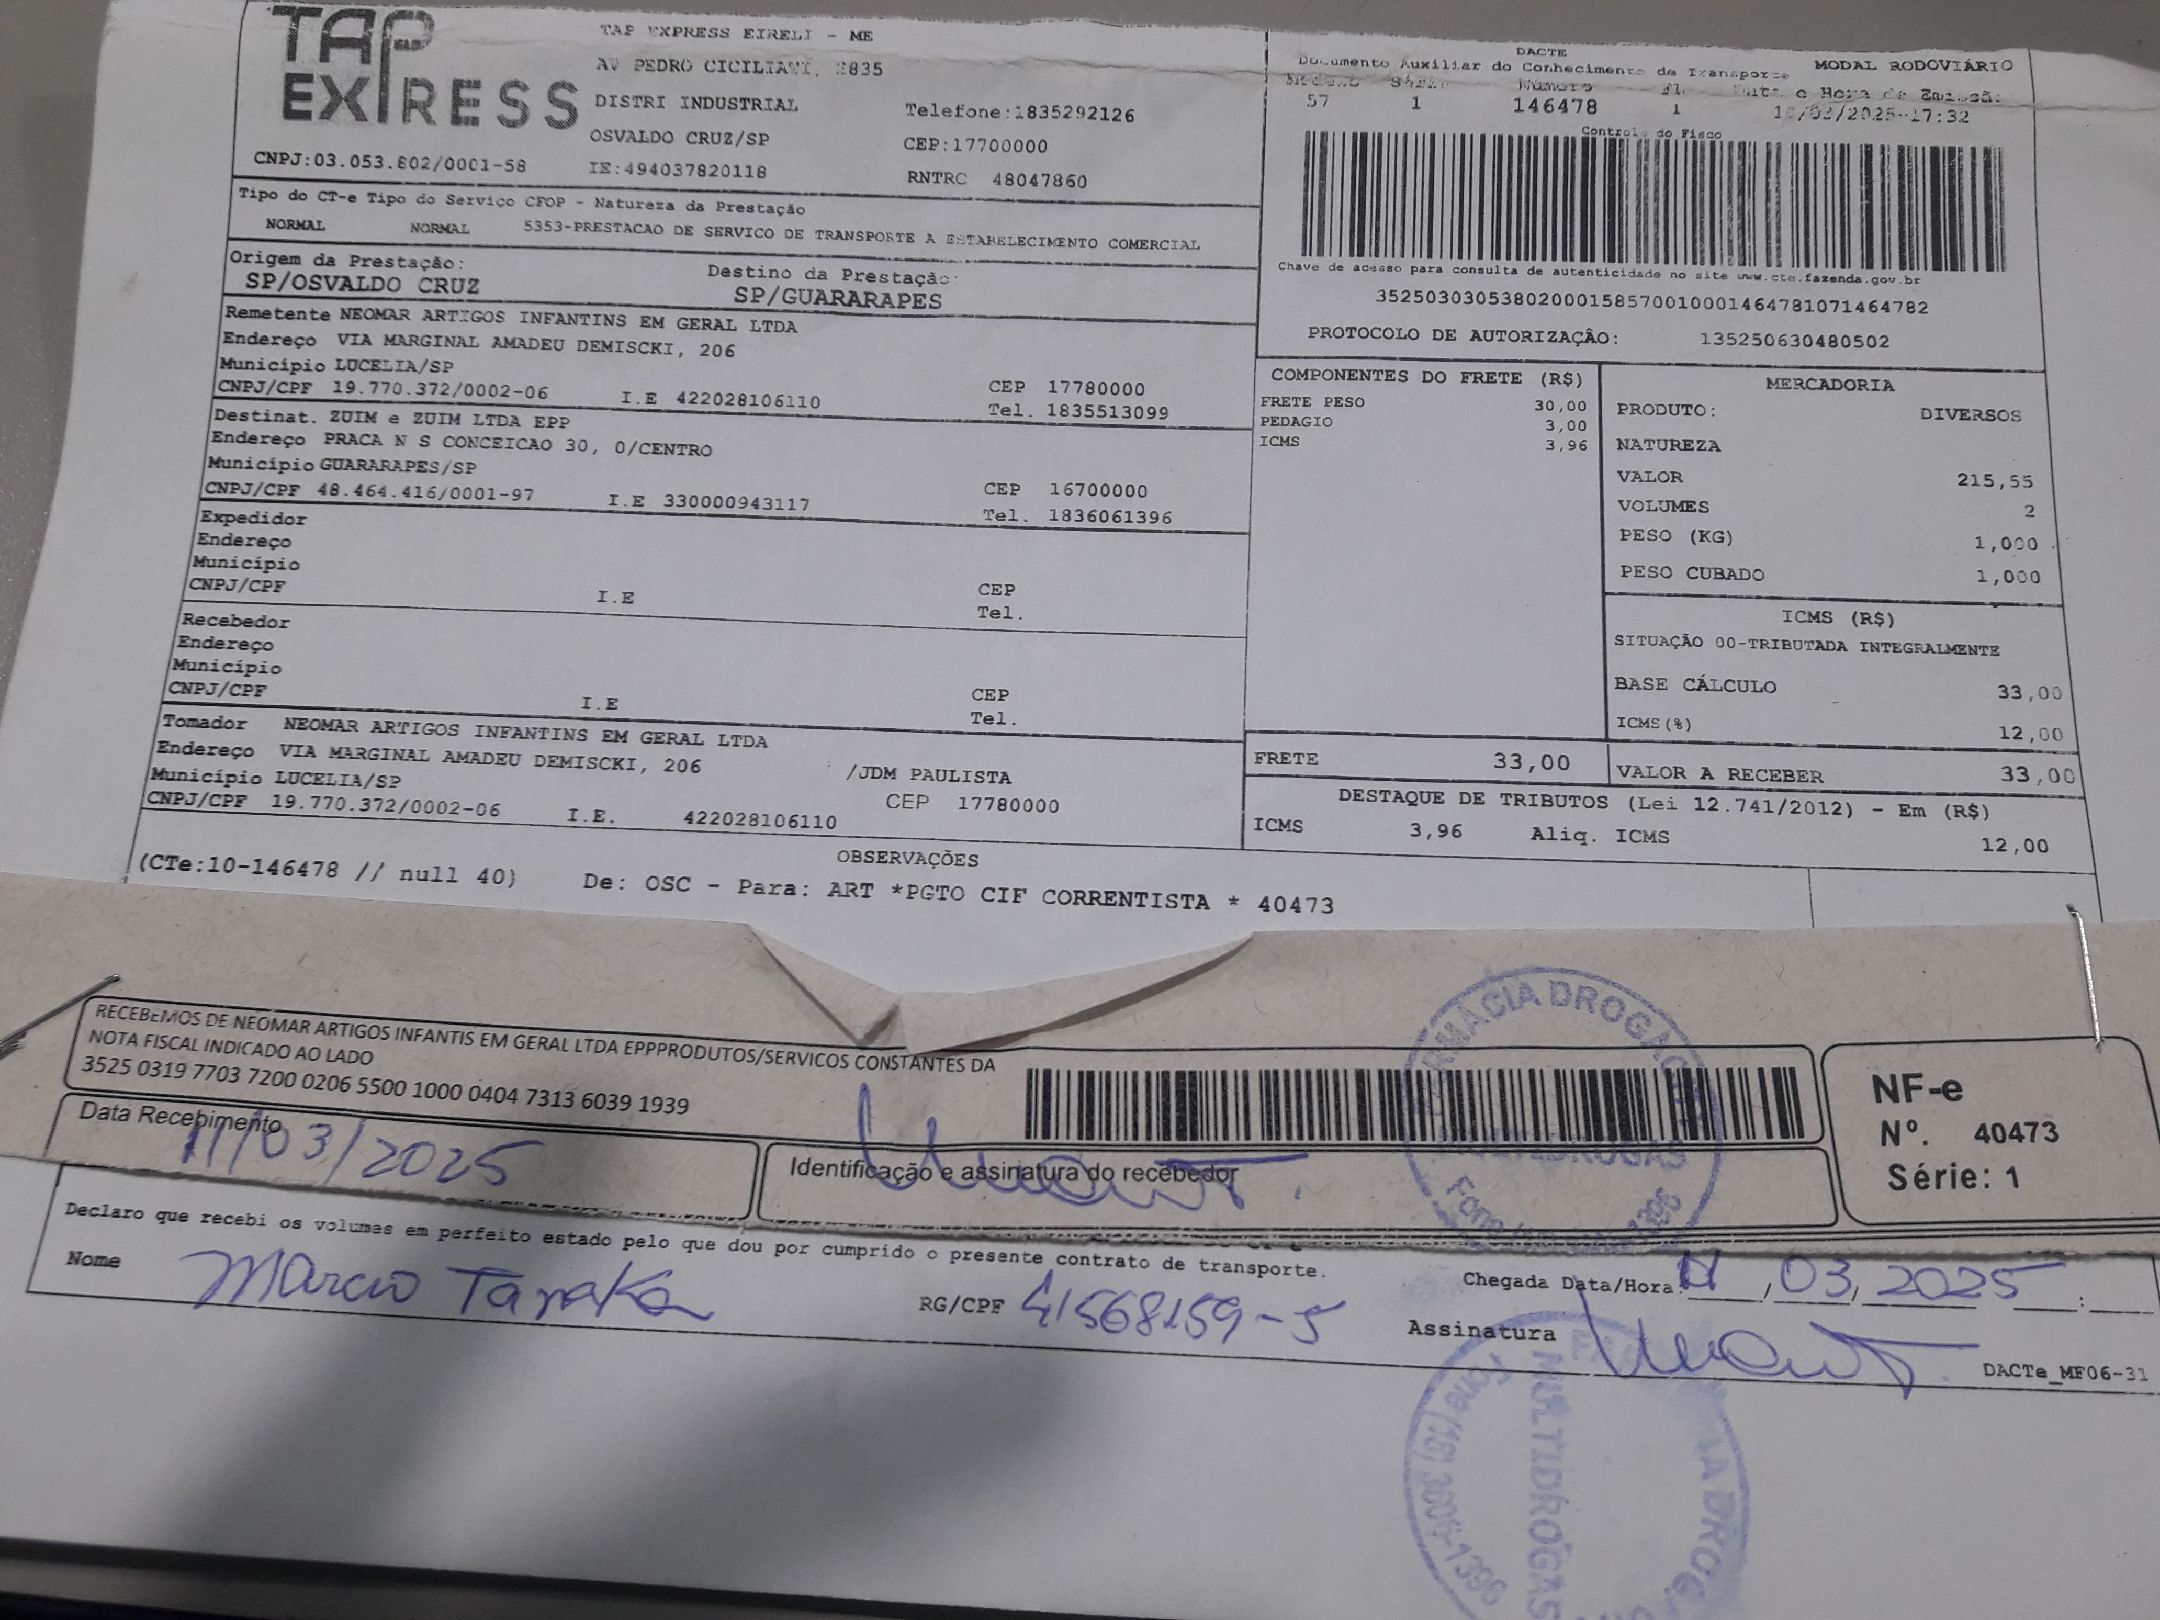 TAP
EXPRESS
CNPJ:03.053.802/0001-58
TAP EXPRESS EIRELI - ME
AV PEDRO CICILIATI, 2835
DISTRI INDUSTRIAL
OSVALDO CRUZ/SP
IE:494037820118
Telefone:1835292126
CEP:17700000
RNTRC 48047860
DACTE
Documento Auxiliar do Conhecimento de Transporte MODAL RODOVIÁRIO
Modelo Série Número Fl Data e Hora de Emissão
57 1 146478 1 10/03/2025-17:32
Controle do Fisco
Chave de acesso para consulta de autenticidade no site www.cte.fazenda.gov.br
35250303053802000158570010001464781071464782
PROTOCOLO DE AUTORIZAÇÃO: 135250630480502
Tipo do CT-e Tipo do Serviço CFOP - Natureza da Prestação
NORMAL NORMAL 5353-PRESTACAO DE SERVICO DE TRANSPORTE A ESTABELECIMENTO COMERCIAL
Origem da Prestação: Destino da Prestação:
SP/OSVALDO CRUZ SP/GUARARAPES
Remetente NEOMAR ARTIGOS INFANTINS EM GERAL LTDA
Endereço VIA MARGINAL AMADEU DEMISCKI, 206
Município LUCELIA/SP CEP 17780000
CNPJ/CPF 19.770.372/0002-06 I.E 422028106110 Tel. 1835513099
Destinat. ZUIM e ZUIM LTDA EPP
Endereço PRACA N S CONCEICAO 30, 0/CENTRO
Município GUARARAPES/SP CEP 16700000
CNPJ/CPF 48.464.416/0001-97 I.E 330000943117 Tel. 1836061396
Expedidor
Endereço
Município CEP
CNPJ/CPF I.E Tel.
Recebedor
Endereço
Município CEP
CNPJ/CPF I.E Tel.
Tomador NEOMAR ARTIGOS INFANTINS EM GERAL LTDA
Endereço VIA MARGINAL AMADEU DEMISCKI, 206 /JDM PAULISTA
Município LUCELIA/SP CEP 17780000
CNPJ/CPF 19.770.372/0002-06 I.E. 422028106110
COMPONENTES DO FRETE (R$)
FRETE PESO 30,00
PEDAGIO 3,00
ICMS 3,96
MERCADORIA
PRODUTO: DIVERSOS
NATUREZA
VALOR 215,55
VOLUMES 2
PESO (KG) 1,000
PESO CUBADO 1,000
ICMS (R$)
SITUAÇÃO 00-TRIBUTADA INTEGRALMENTE
BASE CÁLCULO 33,00
ICMS(%) 12,00
FRETE 33,00 VALOR A RECEBER 33,00
DESTAQUE DE TRIBUTOS (Lei 12.741/2012) - Em (R$)
ICMS 3,96 Aliq. ICMS 12,00
OBSERVAÇÕES
(CTe:10-146478 // null 40) De: OSC - Para: ART *PGTO CIF CORRENTISTA * 40473
RECEBEMOS DE NEOMAR ARTIGOS INFANTIS EM GERAL LTDA EPPPRODUTOS/SERVICOS CONSTANTES DA
NOTA FISCAL INDICADO AO LADO
3525 0319 7703 7200 0206 5500 1000 0404 7313 6039 1939
Data Recebimento
11/03/2025
Identificação e assinatura do recebedor
NF-e
Nº. 40473
Série: 1
Declaro que recebi os volumes em perfeito estado pelo que dou por cumprido o presente contrato de transporte.
Nome Marcio Tanaka RG/CPF 41568159-5
Chegada Data/Hora: 11, 03, 2025 :
Assinatura
DACTe_MF06-31
MULTIDROGAS
Fone (18) 3606-1396